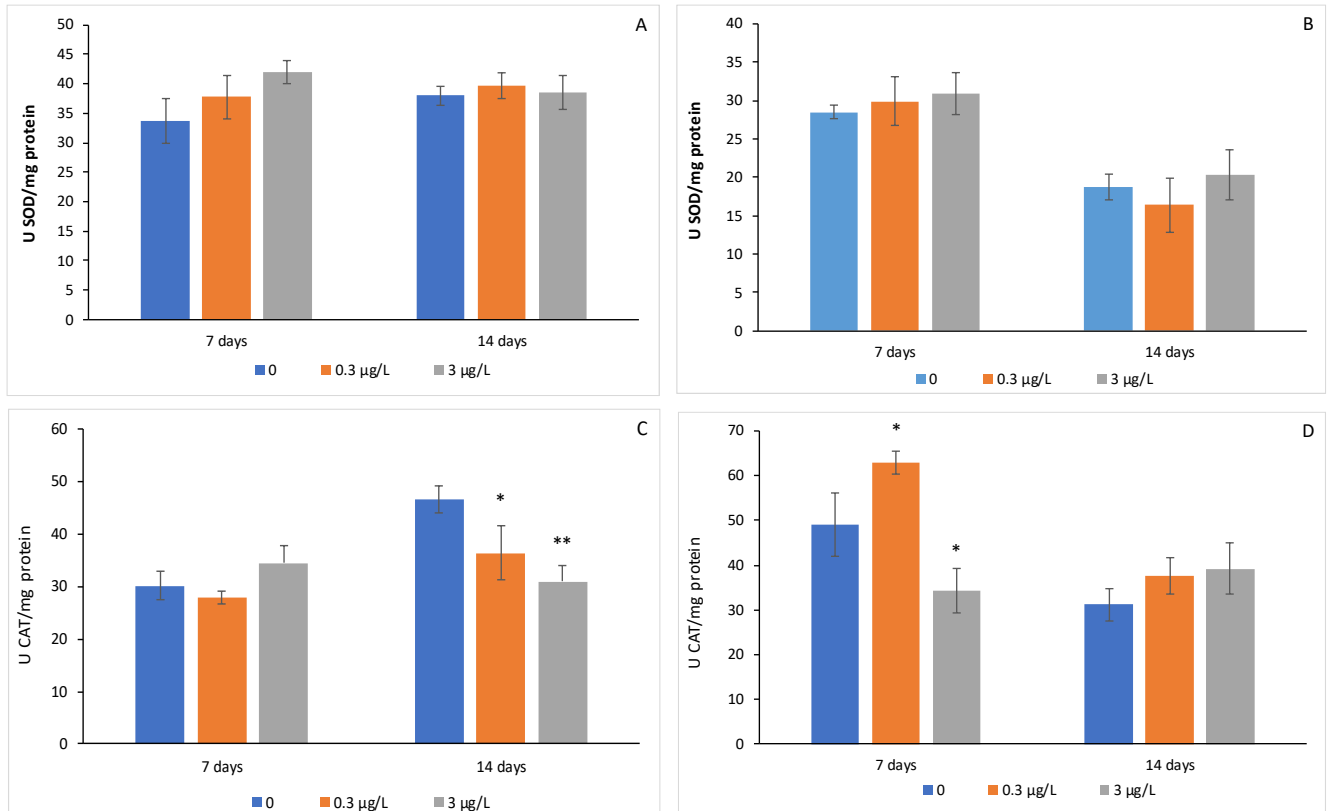 A
U SOD/mg protein
50
45
40
35
30
25
20
15
10
5
0
7 days 14 days
0 0.3 µg/L 3 µg/L
B
U SOD/mg protein
40
35
30
25
20
15
10
5
0
7 days 14 days
0 0.3 µg/L 3 µg/L
C
U CAT/mg protein
60
50
40
30
20
10
0
* **
7 days 14 days
0 0.3 µg/L 3 µg/L
D
U CAT/mg protein
70
60
50
40
30
20
10
0
* *
7 days 14 days
0 0.3 µg/L 3 µg/L